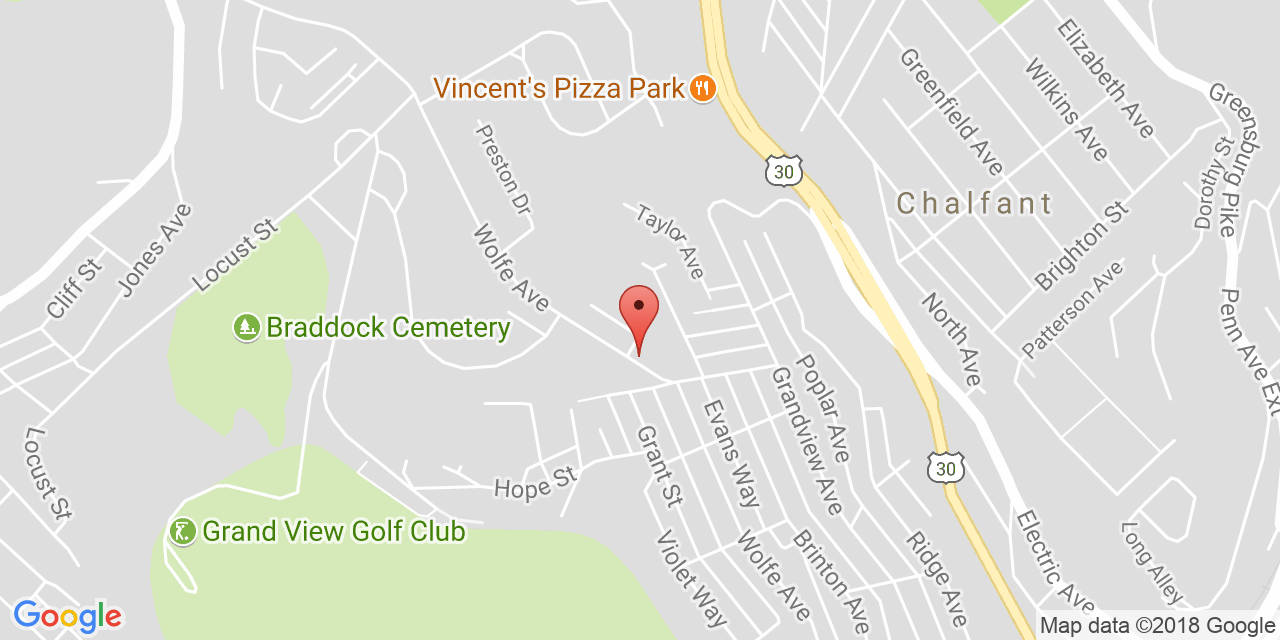 Vincent's Pizza Park
30
Greenfield Ave
Elizabeth Ave
Wilkins Ave
Greensburg Pike
Dorothy St
Preston Dr
Taylor Ave
Chalfant
Brighton St
Patterson Ave
Jones Ave
Locust St
Cliff St
Wolfe Ave
Braddock Cemetery
North Ave
Penn Ave Ext
Poplar Ave
Grandview Ave
Evans Way
Grant St
Hope St
Locust St
30
Grand View Golf Club
Violet Way
Wolfe Ave
Brinton Ave
Ridge Ave
Electric Ave
Long Alley
Google
Map data ©2018 Google